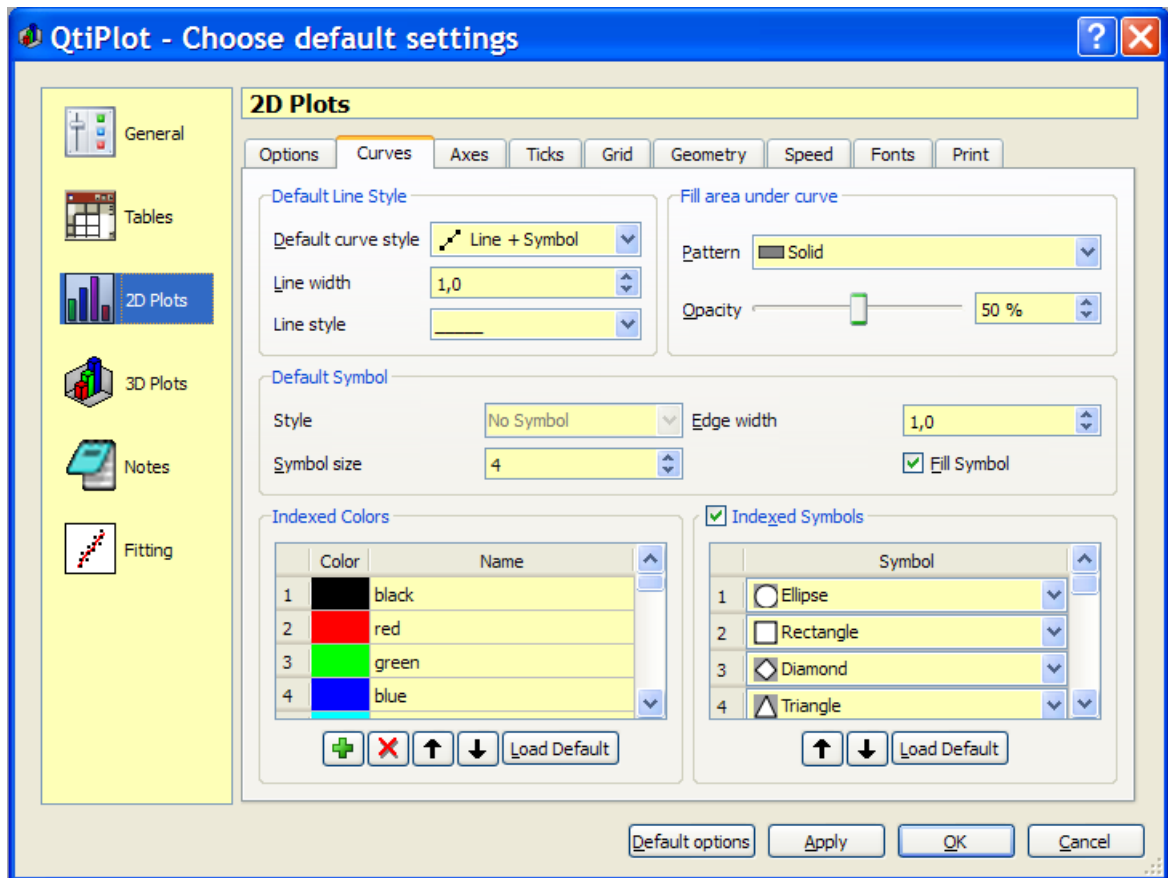 QtiPlot - Choose default settings
?
General
Tables
2D Plots
3D Plots
Notes
Fitting
2D Plots
Options Curves Axes Ticks Grid Geometry Speed Fonts Print
Default Line Style
Default curve style Line + Symbol
Line width 1,0
Line style
Fill area under curve
Pattern Solid
Opacity 50 %
Default Symbol
Style No Symbol Edge width 1,0
Symbol size 4 Fill Symbol
Indexed Colors
Color Name
1 black
2 red
3 green
4 blue
Load Default
Indexed Symbols
Symbol
1 Ellipse
2 Rectangle
3 Diamond
4 Triangle
Load Default
Default options Apply OK Cancel